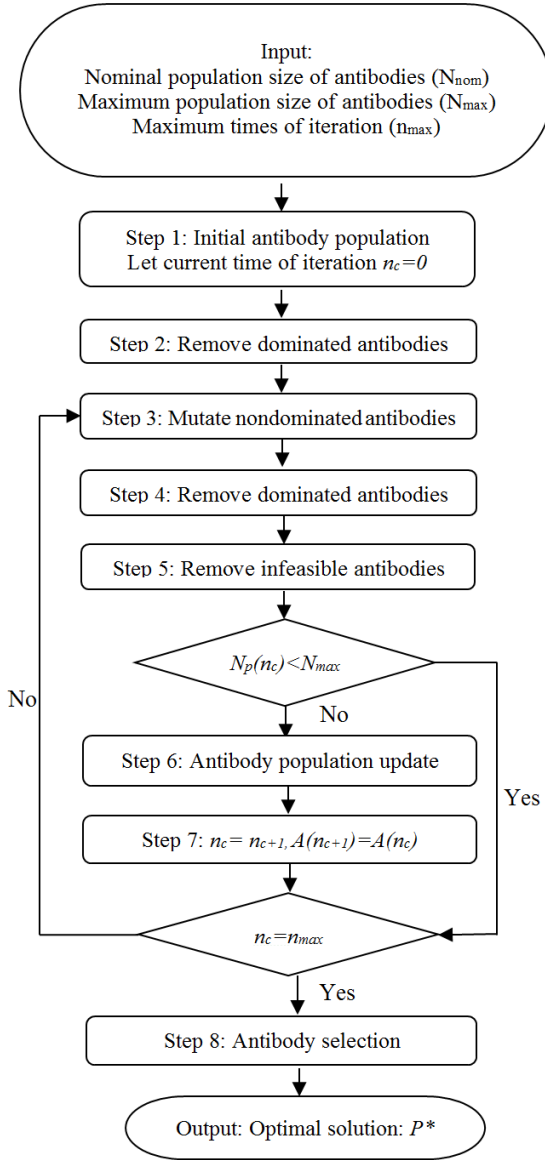 Input:
Nominal population size of antibodies (Nnom)
Maximum population size of antibodies (Nmax)
Maximum times of iteration (nmax)
Step 1: Initial antibody population
Let current time of iteration nc=0
Step 2: Remove dominated antibodies
Step 3: Mutate nondominated antibodies
Step 4: Remove dominated antibodies
Step 5: Remove infeasible antibodies
Np(nc)<Nmax
No
No
Step 6: Antibody population update
Yes
Step 7: nc= nc+1, A(nc+1)=A(nc)
nc=nmax
Yes
Step 8: Antibody selection
Output: Optimal solution: P*